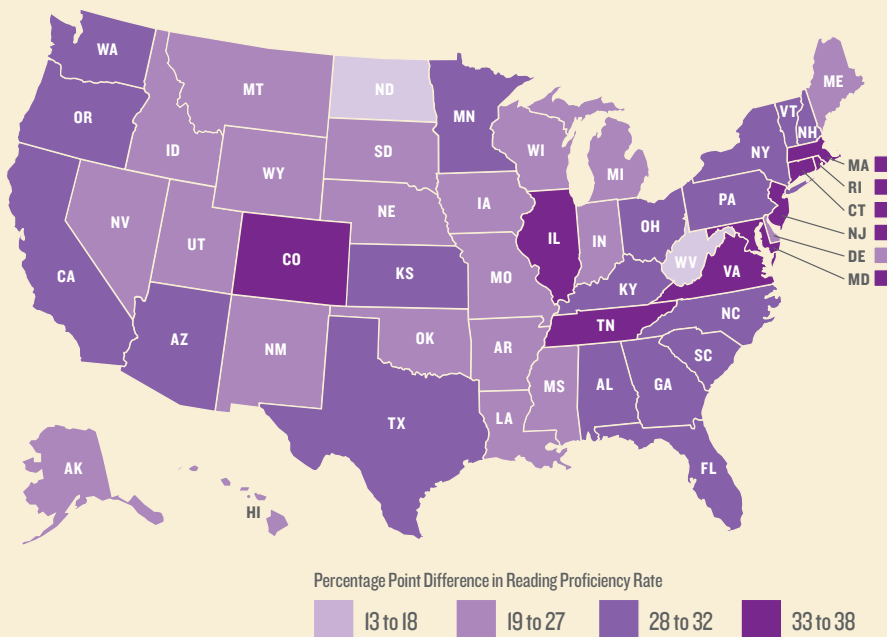 WA
OR
MT
ID
ND
MN
SD
WY
WI
MI
ME
VT
NH
NY
MA
RI
CT
NJ
DE
MD
NV
UT
CO
NE
IA
IL
IN
OH
PA
WV
VA
CA
KS
MO
KY
AZ
NM
OK
AR
TN
NC
SC
TX
LA
MS
AL
GA
FL
AK
HI
Percentage Point Difference in Reading Proficiency Rate
13 to 18
19 to 27
28 to 32
33 to 38